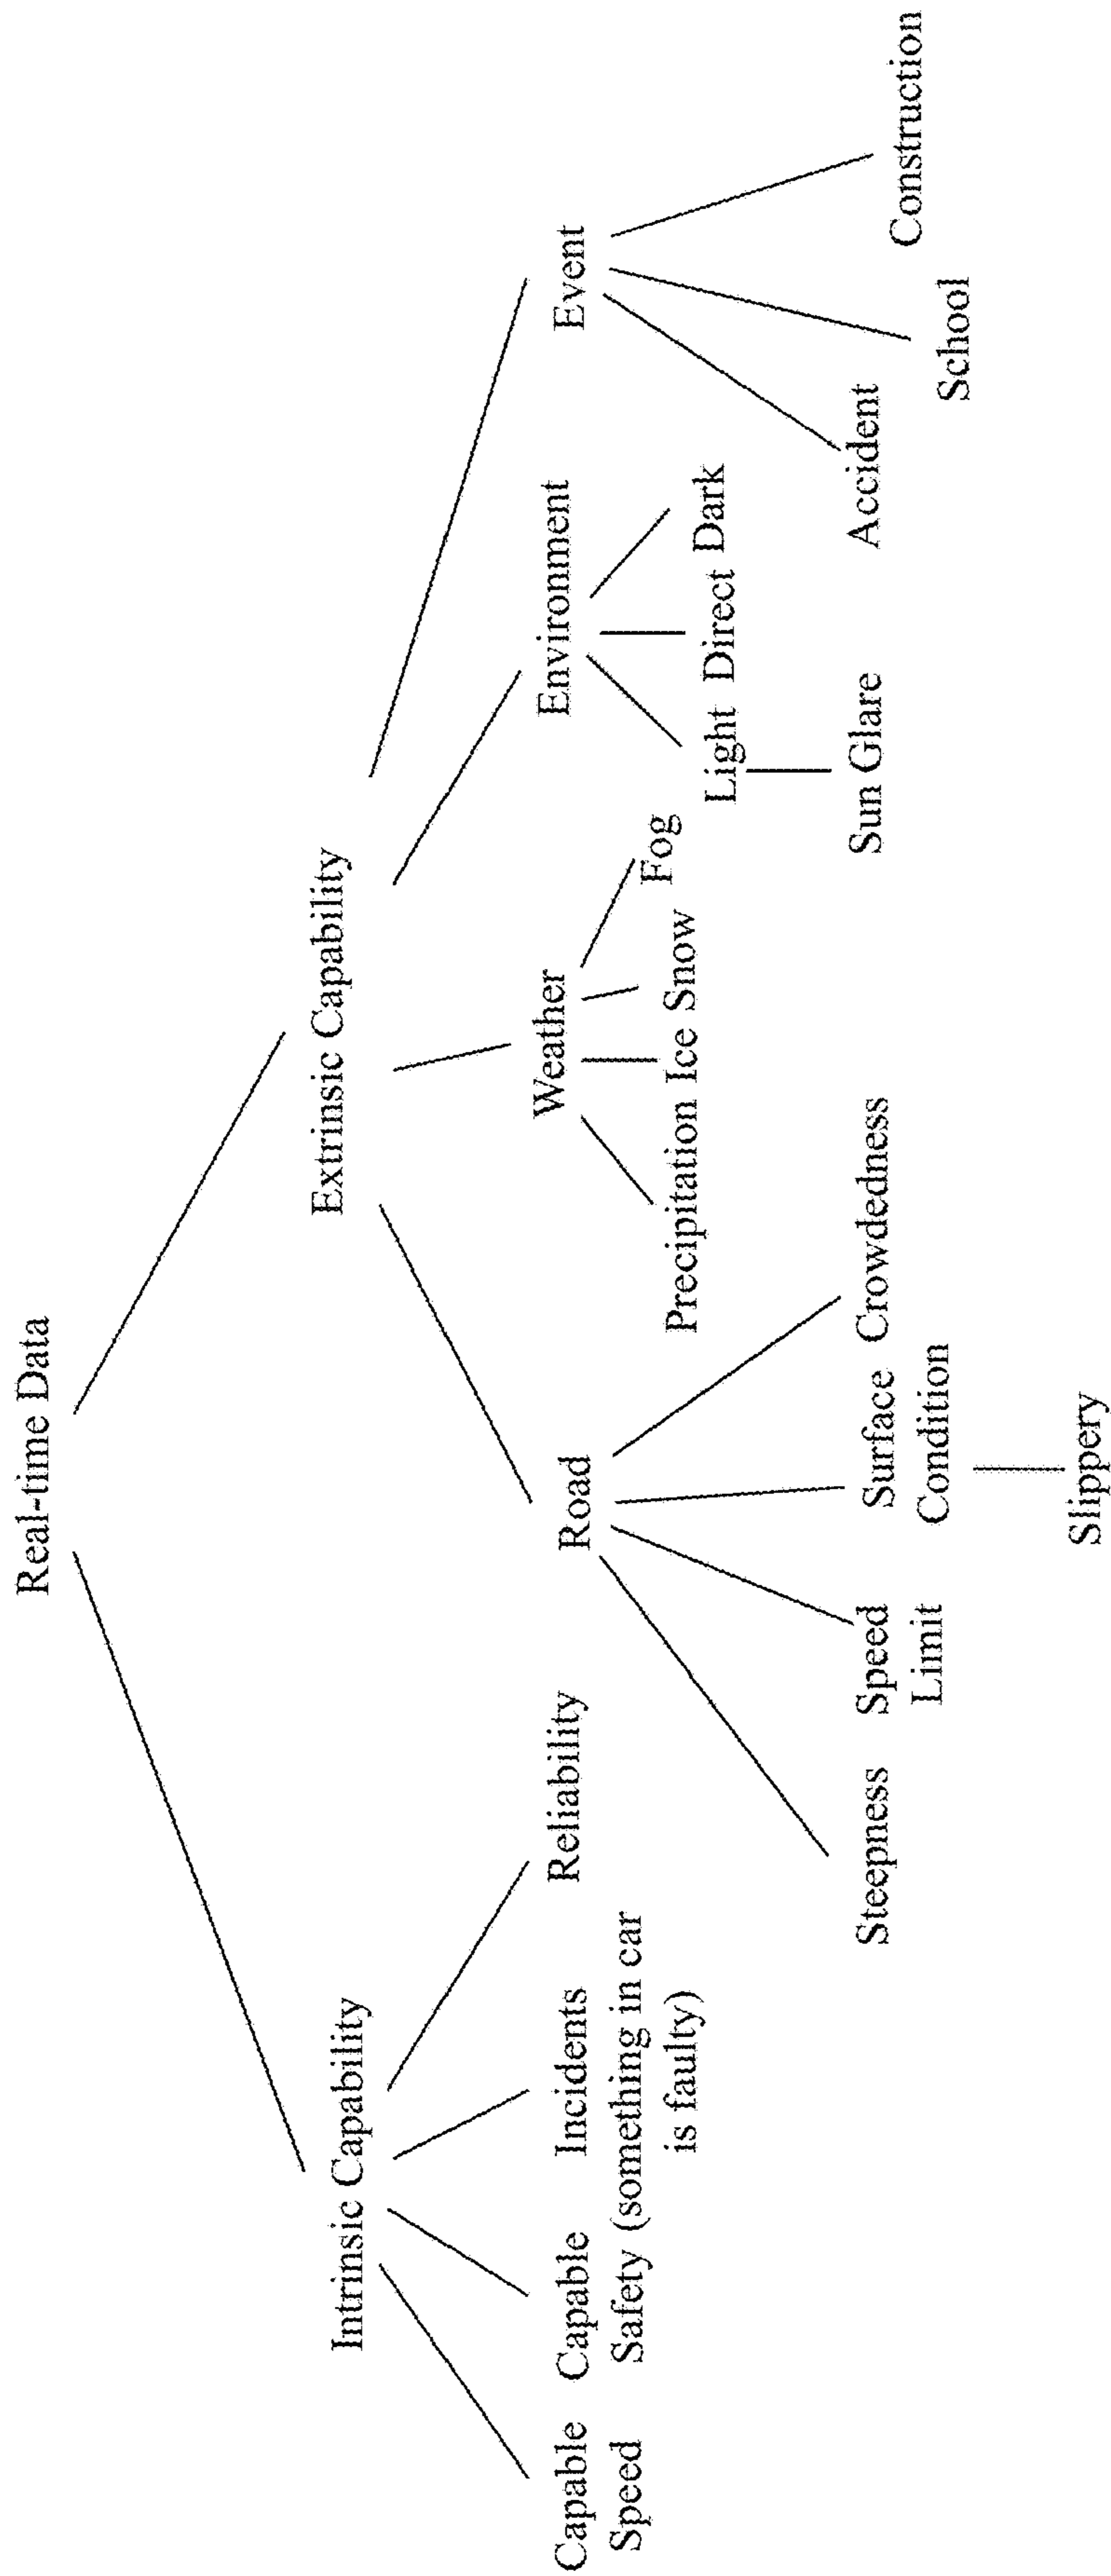 Real-time Data
Intrinsic Capability
Extrinsic Capability
Capable
Speed
Capable
Safety
Incidents
(something in car
is faulty)
Reliability
Road
Weather
Environment
Event
Steepness
Speed
Limit
Surface
Condition
Crowdedness
Slippery
Precipitation
Ice
Snow
Fog
Light
Direct
Dark
Sun Glare
Accident
School
Construction